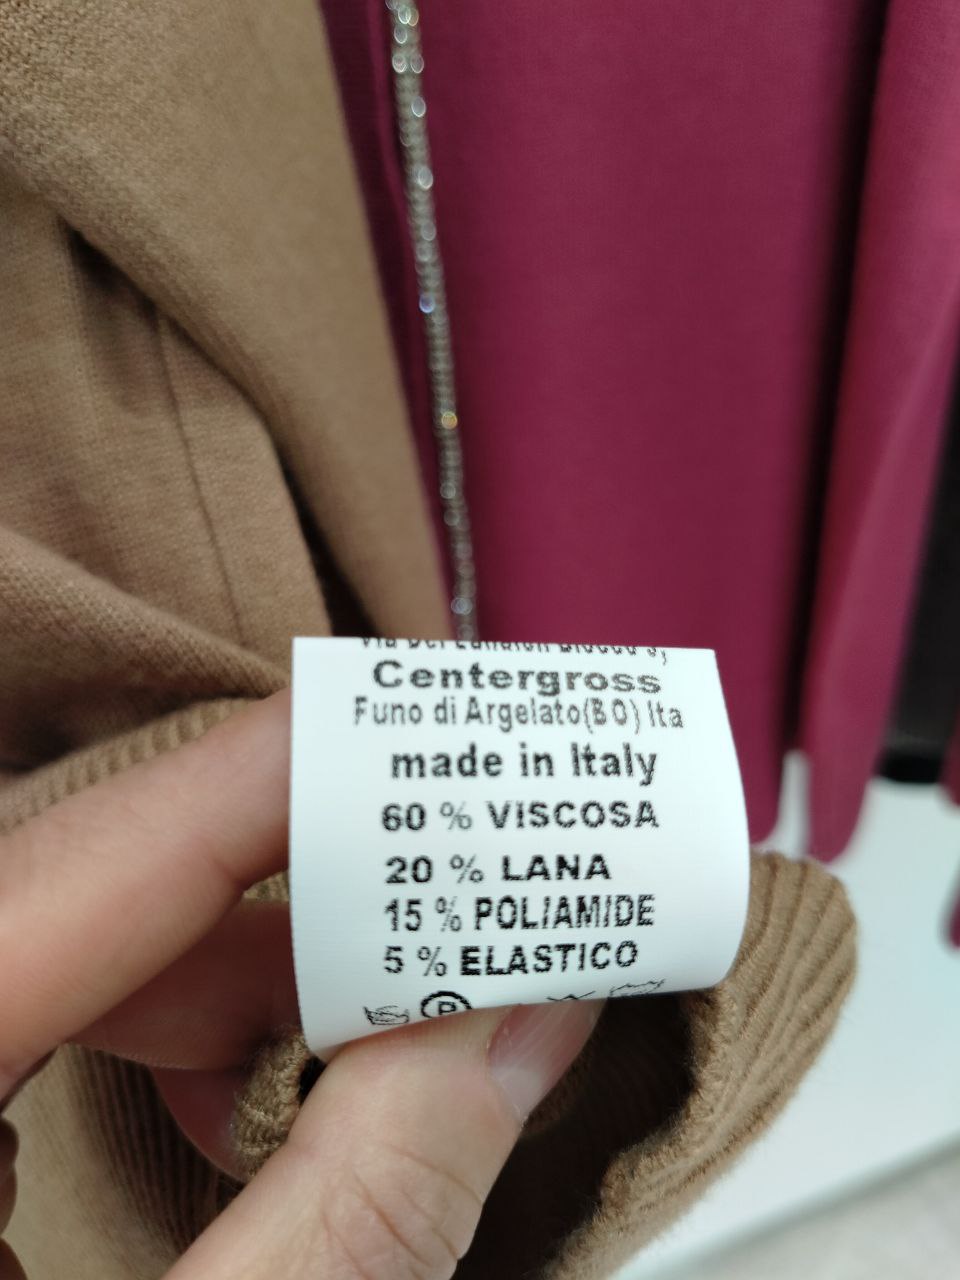 Centergross
Funo di Argelato(BO) Ita
made in Italy
60 % VISCOSA
20 % LANA
15 % POLIAMIDE
5 % ELASTICO
P